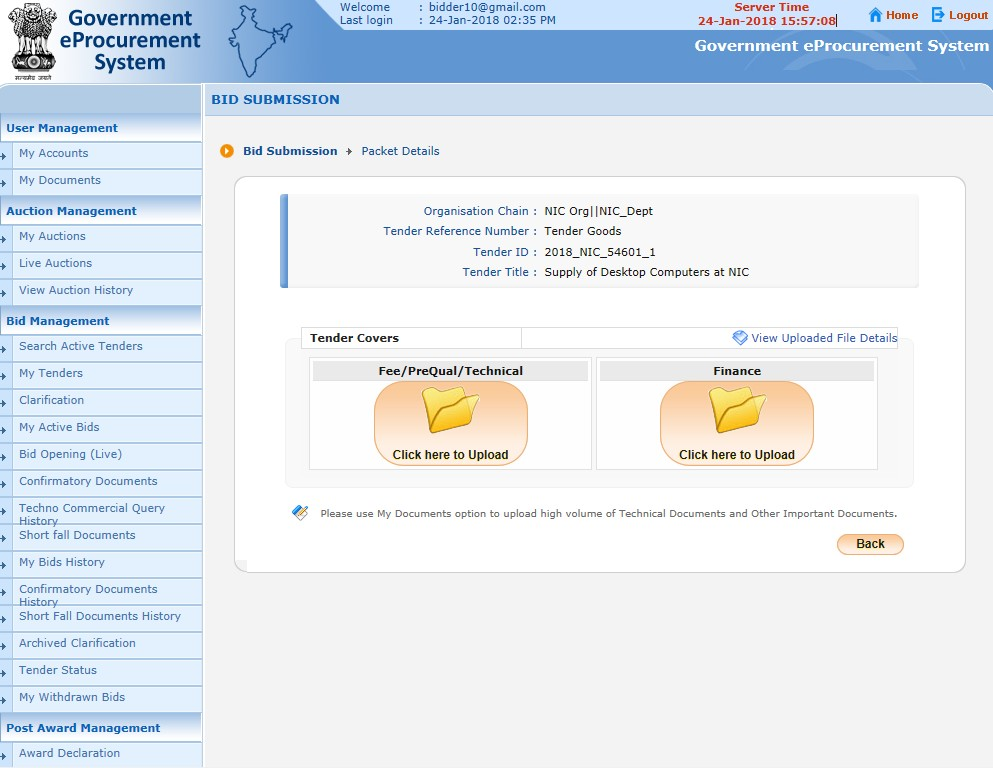 Government
eProcurement
System
सत्यमेव जयते
Welcome : bidder10@gmail.com
Last login : 24-Jan-2018 02:35 PM
Server Time
24-Jan-2018 15:57:08
Home
Logout
Government eProcurement System
BID SUBMISSION
User Management
My Accounts
My Documents
Auction Management
My Auctions
Live Auctions
View Auction History
Bid Management
Search Active Tenders
My Tenders
Clarification
My Active Bids
Bid Opening (Live)
Confirmatory Documents
Techno Commercial Query
History
Short fall Documents
My Bids History
Confirmatory Documents
History
Short Fall Documents History
Archived Clarification
Tender Status
My Withdrawn Bids
Post Award Management
Award Declaration
Bid Submission Packet Details
Organisation Chain : NIC Org||NIC_Dept
Tender Reference Number : Tender Goods
Tender ID : 2018_NIC_54601_1
Tender Title : Supply of Desktop Computers at NIC
Tender Covers
View Uploaded File Details
Fee/PreQual/Technical
Click here to Upload
Finance
Click here to Upload
Please use My Documents option to upload high volume of Technical Documents and Other Important Documents.
Back